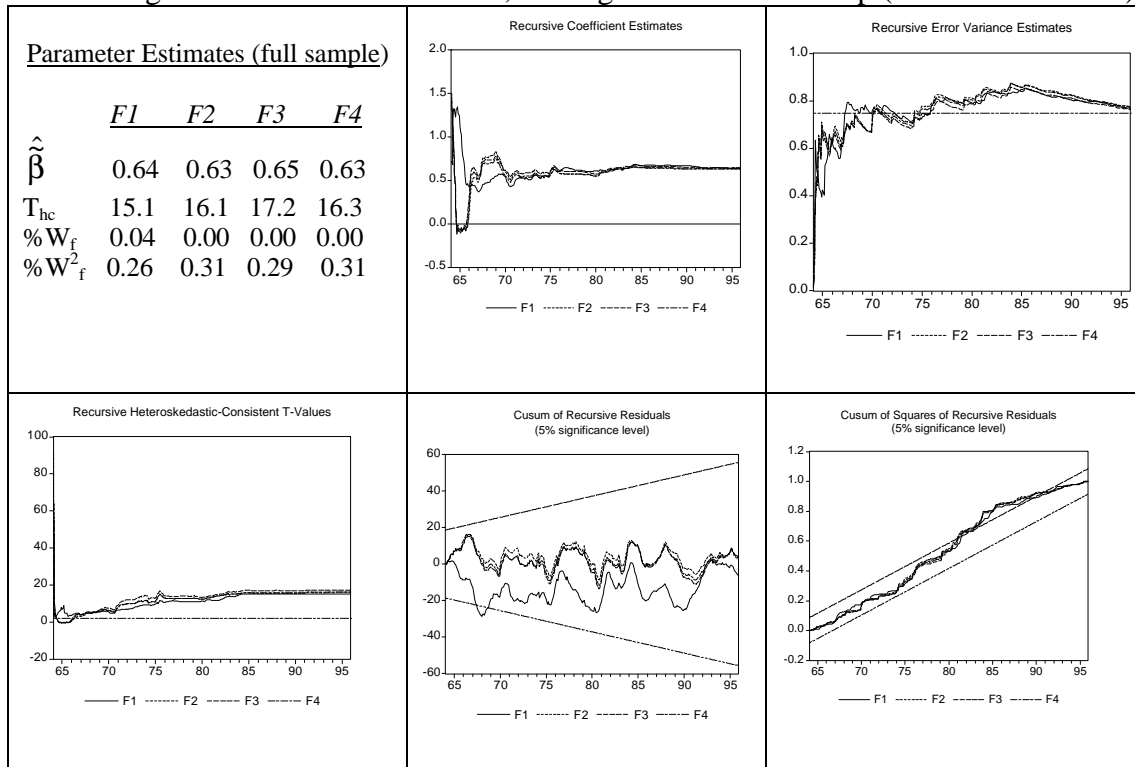 Parameter Estimates (full sample)
F1 F2 F3 F4
β̃̂ 0.64 0.63 0.65 0.63
Thc 15.1 16.1 17.2 16.3
%Wf 0.04 0.00 0.00 0.00
%W²f 0.26 0.31 0.29 0.31
Recursive Coefficient Estimates
2.0
1.5
1.0
0.5
0.0
-0.5
65 70 75 80 85 90 95
F1 F2 F3 F4
Recursive Error Variance Estimates
1.0
0.8
0.6
0.4
0.2
0.0
65 70 75 80 85 90 95
F1 F2 F3 F4
Recursive Heteroskedastic-Consistent T-Values
100
80
60
40
20
0
-20
65 70 75 80 85 90 95
F1 F2 F3 F4
Cusum of Recursive Residuals
(5% significance level)
60
40
20
0
-20
-40
-60
65 70 75 80 85 90 95
F1 F2 F3 F4
Cusum of Squares of Recursive Residuals
(5% significance level)
1.2
1.0
0.8
0.6
0.4
0.2
0.0
-0.2
65 70 75 80 85 90 95
F1 F2 F3 F4